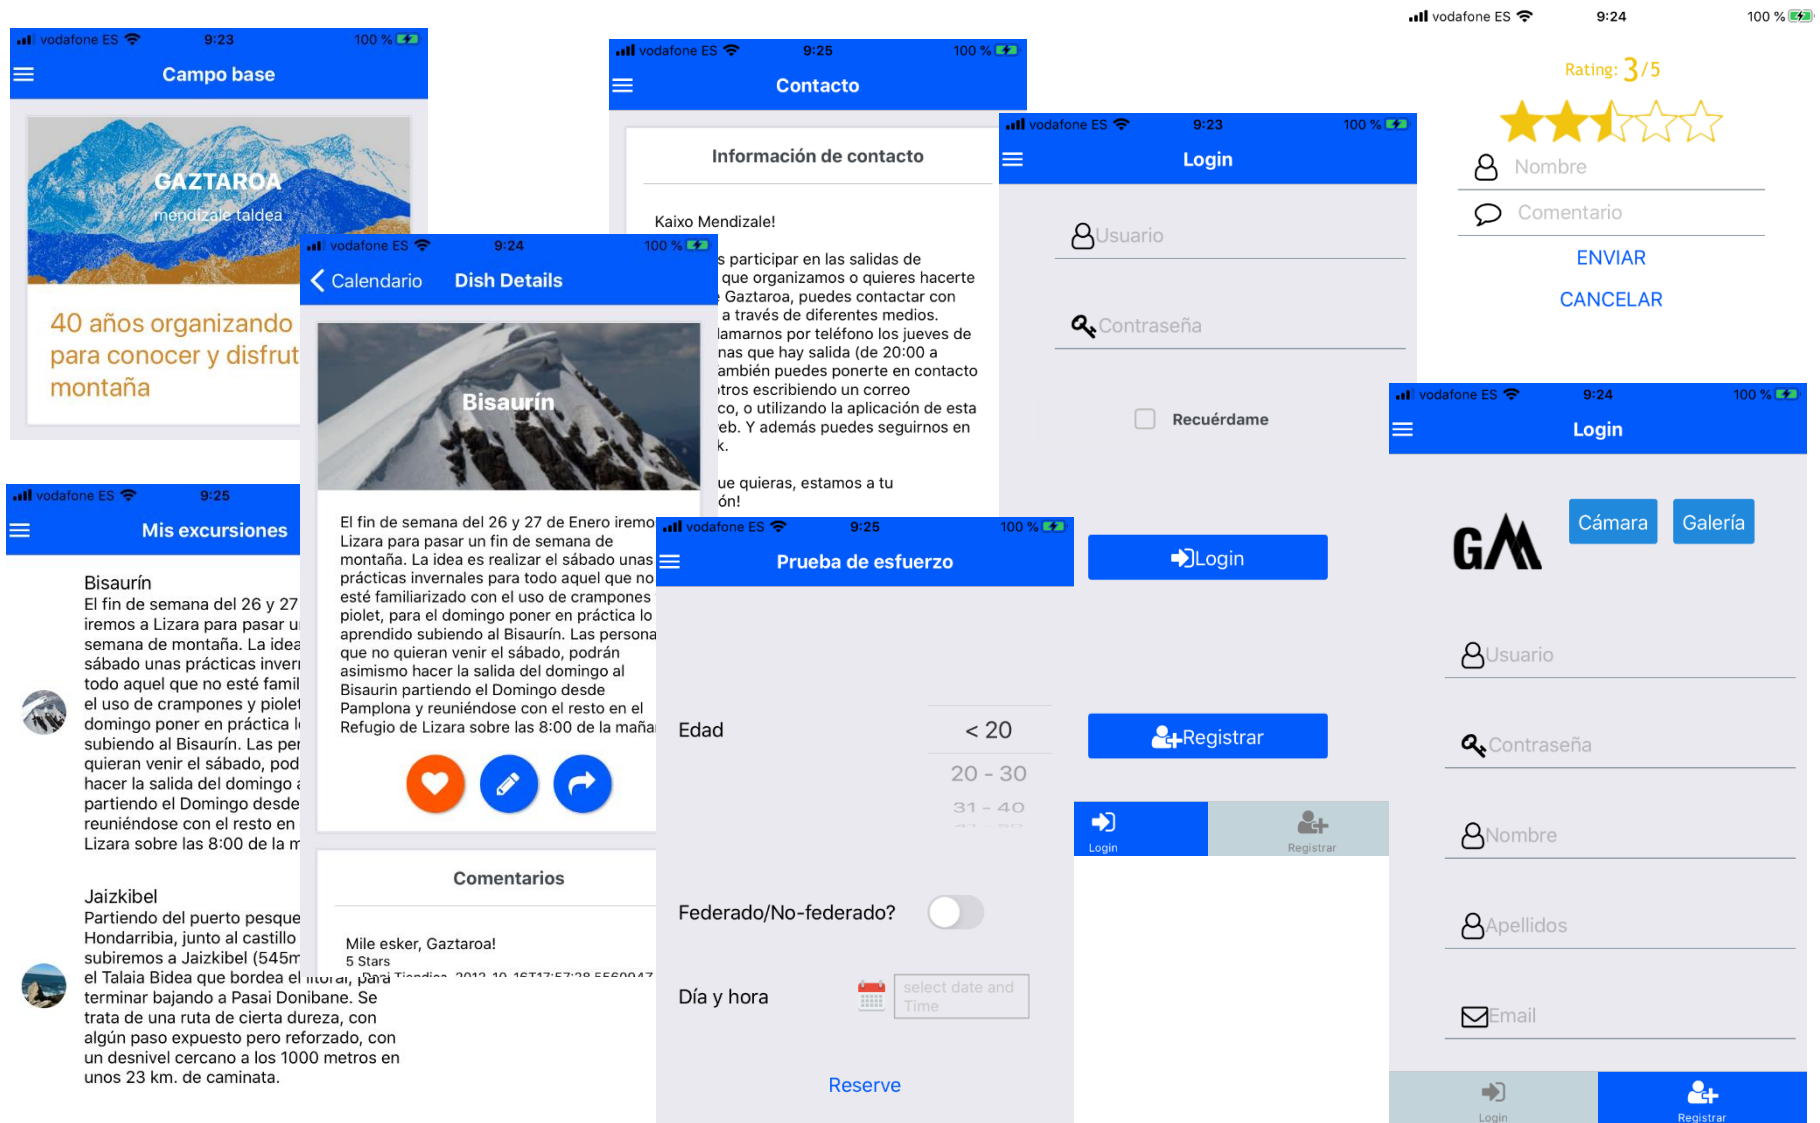 vodafone ES 9:23 100 %
Campo base
GAZTAROA
mendizale taldea
40 años organizando
para conocer y disfrut
montaña
vodafone ES 9:25
Mis excursiones
Bisaurín
El fin de semana del 26 y 27
iremos a Lizara para pasar u
semana de montaña. La idea
sábado unas prácticas inver
todo aquel que no esté famil
el uso de crampones y piolet
domingo poner en práctica l
subiendo al Bisaurín. Las per
quieran venir el sábado, pod
hacer la salida del domingo a
partiendo el Domingo desde
reuniéndose con el resto en
Lizara sobre las 8:00 de la m
Jaizkibel
Partiendo del puerto pesque
Hondarribia, junto al castillo
subiremos a Jaizkibel (545m
el Talaia Bidea que bordea el litoral, para
terminar bajando a Pasai Donibane. Se
trata de una ruta de cierta dureza, con
algún paso expuesto pero reforzado, con
un desnivel cercano a los 1000 metros en
unos 23 km. de caminata.
vodafone ES 9:24 100 %
Calendario Dish Details
Bisaurín
El fin de semana del 26 y 27 de Enero iremo
Lizara para pasar un fin de semana de
montaña. La idea es realizar el sábado unas
prácticas invernales para todo aquel que no
esté familiarizado con el uso de crampones
piolet, para el domingo poner en práctica lo
aprendido subiendo al Bisaurín. Las persona
que no quieran venir el sábado, podrán
asimismo hacer la salida del domingo al
Bisaurin partiendo el Domingo desde
Pamplona y reuniéndose con el resto en el
Refugio de Lizara sobre las 8:00 de la maña
Comentarios
Mile esker, Gaztaroa!
5 Stars
vodafone ES 9:25 100 %
Contacto
Información de contacto
Kaixo Mendizale!
s participar en las salidas de
que organizamos o quieres hacerte
Gaztaroa, puedes contactar con
a través de diferentes medios.
lamarnos por teléfono los jueves de
nas que hay salida (de 20:00 a
ambién puedes ponerte en contacto
otros escribiendo un correo
co, o utilizando la aplicación de esta
eb. Y además puedes seguirnos en
k.
ue quieras, estamos a tu
ón!
vodafone ES 9:25 100 %
Prueba de esfuerzo
Edad
< 20
20 - 30
31 - 40
Federado/No-federado?
Día y hora
select date and
Time
Reserve
vodafone ES 9:23 100 %
Login
Usuario
Contraseña
Recuérdame
Login
Registrar
Login Registrar
vodafone ES 9:24 100 %
Rating: 3/5
Nombre
Comentario
ENVIAR
CANCELAR
vodafone ES 9:24 100 %
Login
GM
Cámara Galería
Usuario
Contraseña
Nombre
Apellidos
Email
Login Registrar